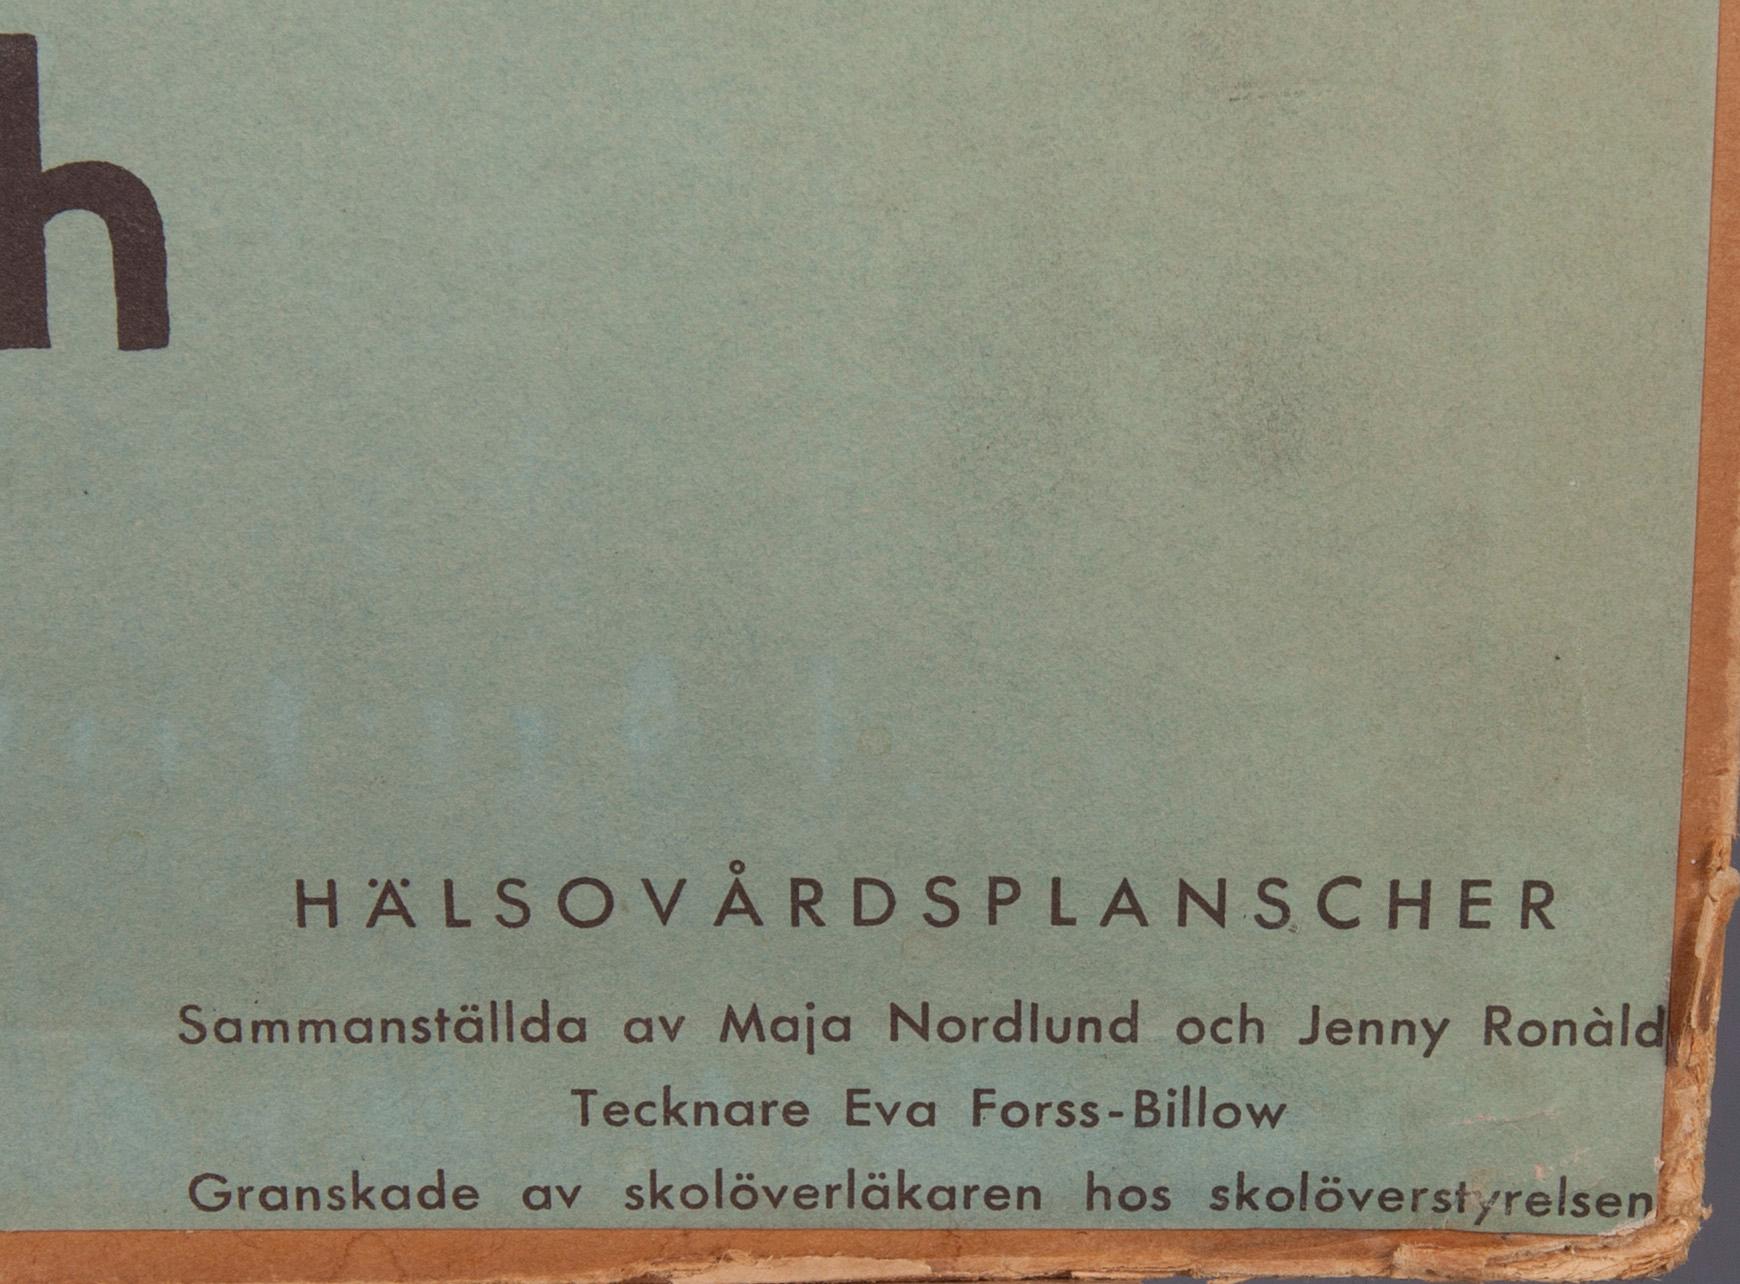 h
HÄLSOVÅRDSPLANSCHER
Sammanställda av Maja Nordlund och Jenny Ronàld
Tecknare Eva Forss-Billow
Granskade av skolöverläkaren hos skolöverstyrelsen